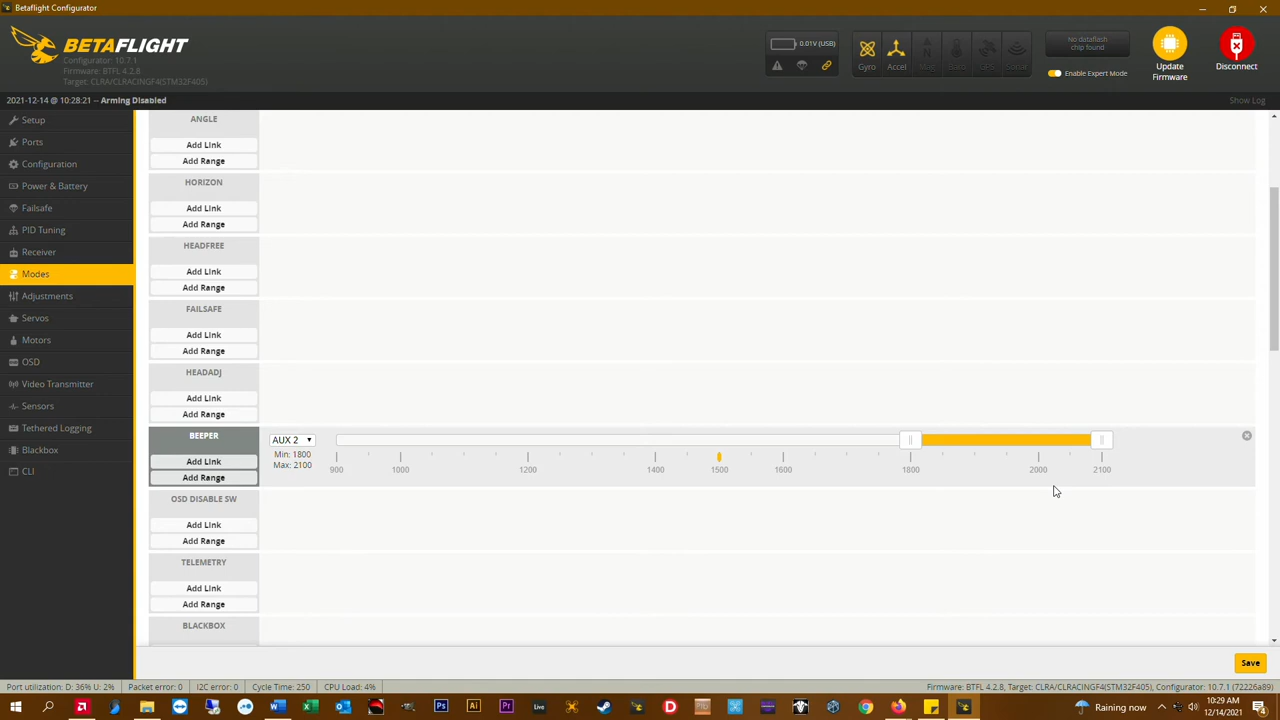 Betaflight Configurator
BETAFLIGHT
Configurator: 10.7.1
Firmware: BTFL 4.2.8
Target: CLRA/CLRACINGF4(STM32F405)
0.01V (USB)
Gyro
Accel
Mag
Baro
GPS
Sonar
No dataflash
chip found
Enable Expert Mode
Update
Firmware
Disconnect
2021-12-14 @ 10:28:21 -- Arming Disabled
Show Log
Setup
Ports
Configuration
Power & Battery
Failsafe
PID Tuning
Receiver
Modes
Adjustments
Servos
Motors
OSD
Video Transmitter
Sensors
Tethered Logging
Blackbox
CLI
ANGLE
Add Link
Add Range
HORIZON
Add Link
Add Range
HEADFREE
Add Link
Add Range
FAILSAFE
Add Link
Add Range
HEADADJ
Add Link
Add Range
BEEPER
Add Link
Add Range
AUX 2
Min: 1800
Max: 2100
900 1000 1200 1400 1500 1600 1800 2000 2100
OSD DISABLE SW
Add Link
Add Range
TELEMETRY
Add Link
Add Range
BLACKBOX
Save
Port utilization: D: 36% U: 2% Packet error: 0 I2C error: 0 Cycle Time: 250 CPU Load: 4% Firmware: BTFL 4.2.8, Target: CLRA/CLRACINGF4(STM32F405), Configurator: 10.7.1 (72226a89)
Ps Ai Pr Live
Raining now
10:29 AM
12/14/2021